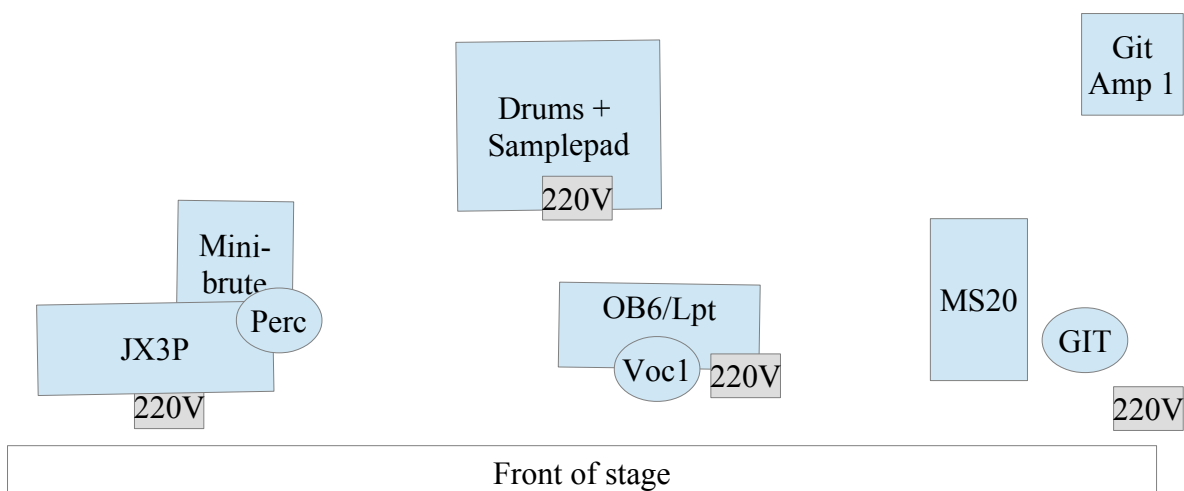 Git
Amp 1
Drums +
Samplepad
220V
Mini-
brute
Perc
JX3P
220V
OB6/Lpt
Voc1
220V
MS20
GIT
220V
Front of stage